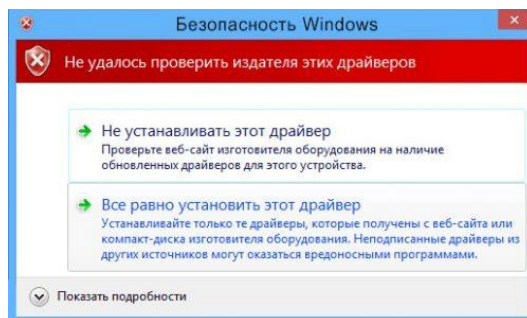 Безопасность Windows
Не удалось проверить издателя этих драйверов
Не устанавливать этот драйвер
Проверьте веб-сайт изготовителя оборудования на наличие
обновленных драйверов для этого устройства.
Все равно установить этот драйвер
Устанавливайте только те драйверы, которые получены с веб-сайта или
компакт-диска изготовителя оборудования. Неподписанные драйверы из
других источников могут оказаться вредоносными программами.
Показать подробности